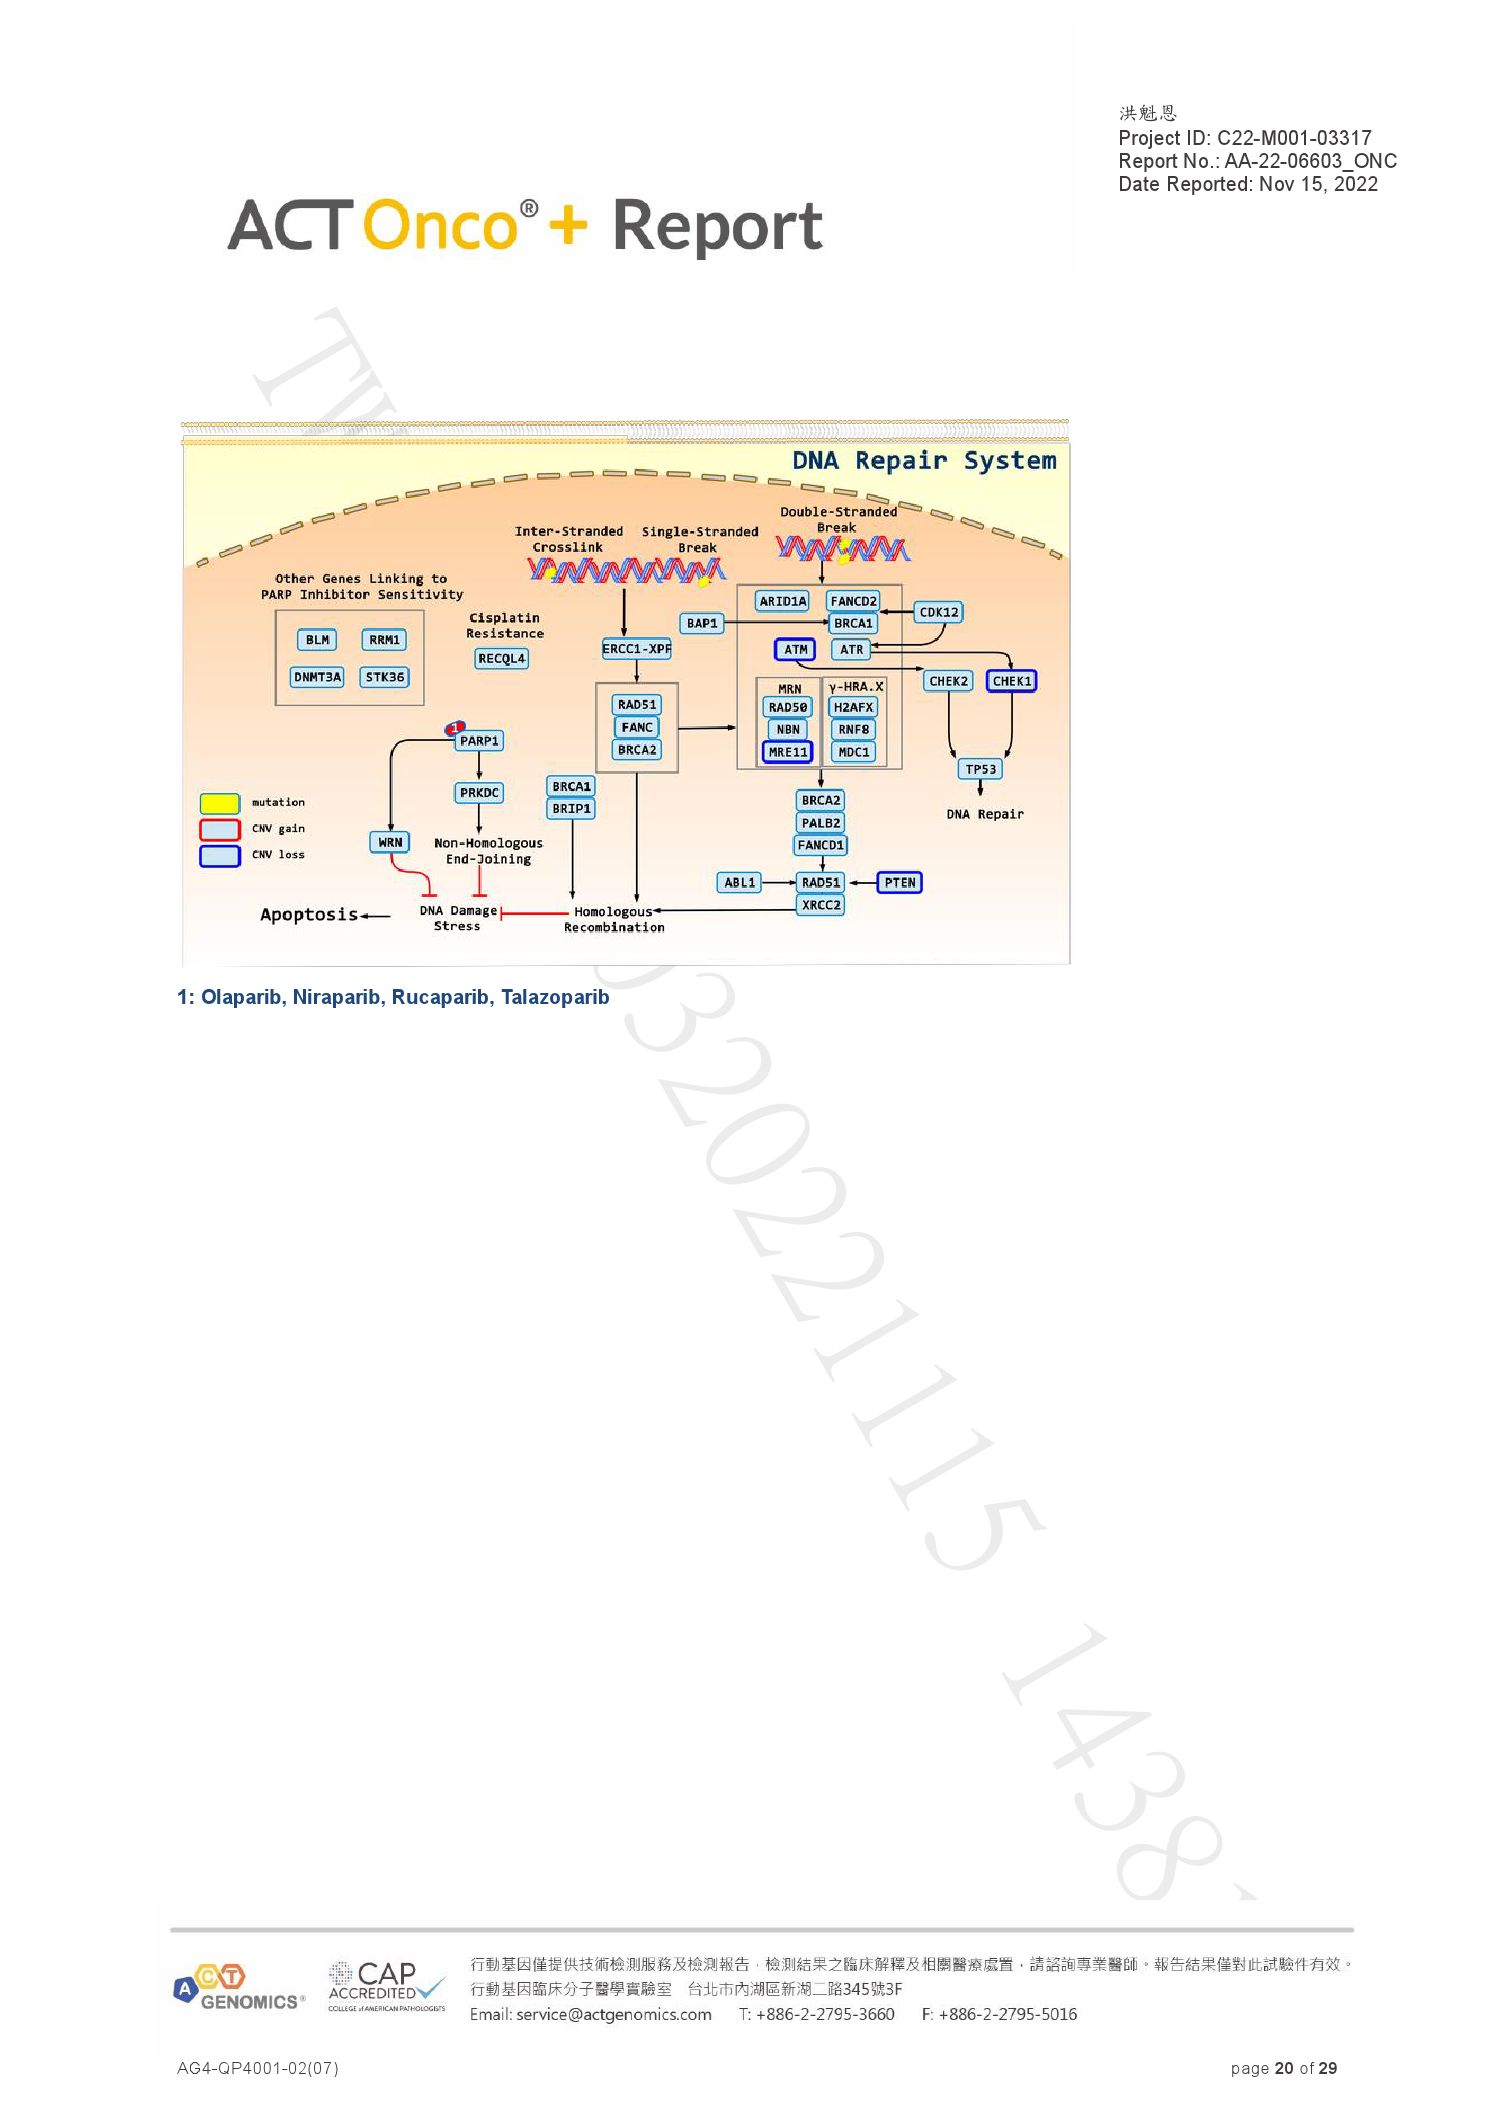 洪魁恩
Project ID: C22-M001-03317
Report No.: AA-22-06603_ONC
Date Reported: Nov 15, 2022
ACTOnco®+ Report
DNA Repair System
Double-Stranded
Break
Inter-Stranded
Crosslink
Single-Stranded
Break
Other Genes Linking to
PARP Inhibitor Sensitivity
BLM
RRM1
DNMT3A
STK36
Cisplatin
Resistance
RECQL4
ERCC1-XPF
RAD51
FANC
BRCA2
BAP1
ARID1A
FANCD2
BRCA1
CDK12
ATM
ATR
CHEK2
CHEK1
MRN
RAD50
NBN
MRE11
γ-HRA.X
H2AFX
RNF8
MDC1
TP53
DNA Repair
1
PARP1
PRKDC
WRN
Non-Homologous
End-Joining
BRCA1
BRIP1
BRCA2
PALB2
FANCD1
ABL1
RAD51
PTEN
XRCC2
mutation
CNV gain
CNV loss
Apoptosis
DNA Damage
Stress
Homologous
Recombination
1: Olaparib, Niraparib, Rucaparib, Talazoparib
320221115 1438
ACT
GENOMICS®
CAP
ACCREDITED
COLLEGE of AMERICAN PATHOLOGISTS
行動基因僅提供技術檢測服務及檢測報告，檢測結果之臨床解釋及相關醫療處置，請諮詢專業醫師。報告結果僅對此試驗件有效。
行動基因臨床分子醫學實驗室 台北市內湖區新湖二路345號3F
Email: service@actgenomics.com T: +886-2-2795-3660 F: +886-2-2795-5016
AG4-QP4001-02(07)
page 20 of 29